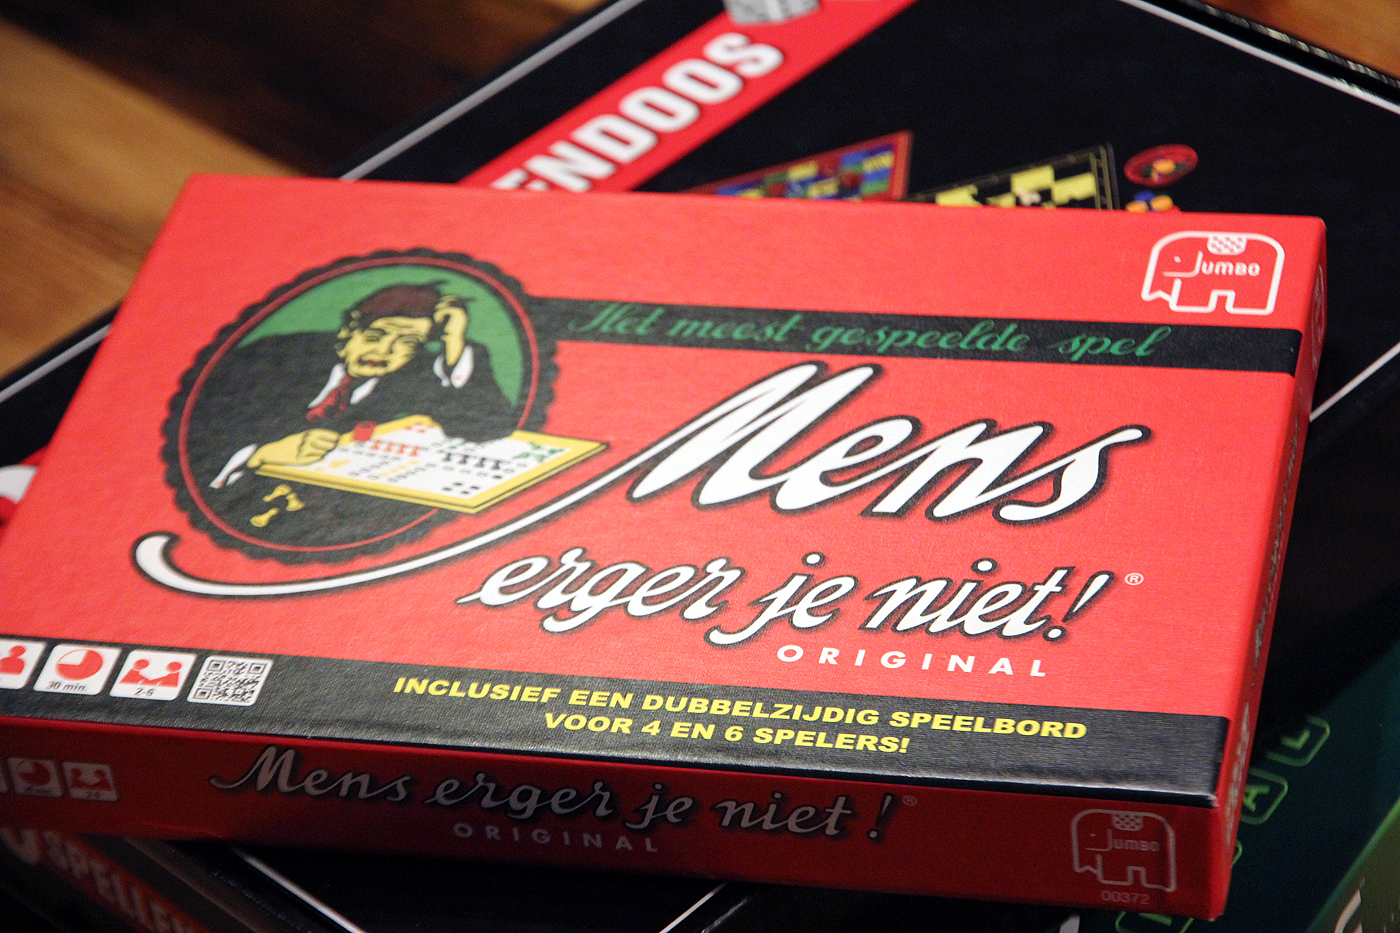 ENDOOS
JUMBO
Het meest gespeelde spel
Mens
erger je niet!®
ORIGINAL
30 min.
2-6
INCLUSIEF EEN DUBBELZIJDIG SPEELBORD
VOOR 4 EN 6 SPELERS!
Mens erger je niet!®
ORIGINAL
JUMBO
00372
SPELLEN